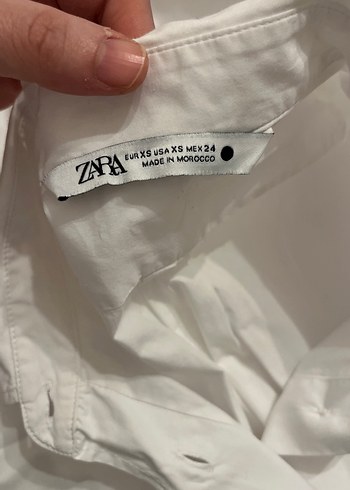 ZARA
EUR XS USA XS MEX 24
MADE IN MOROCCO